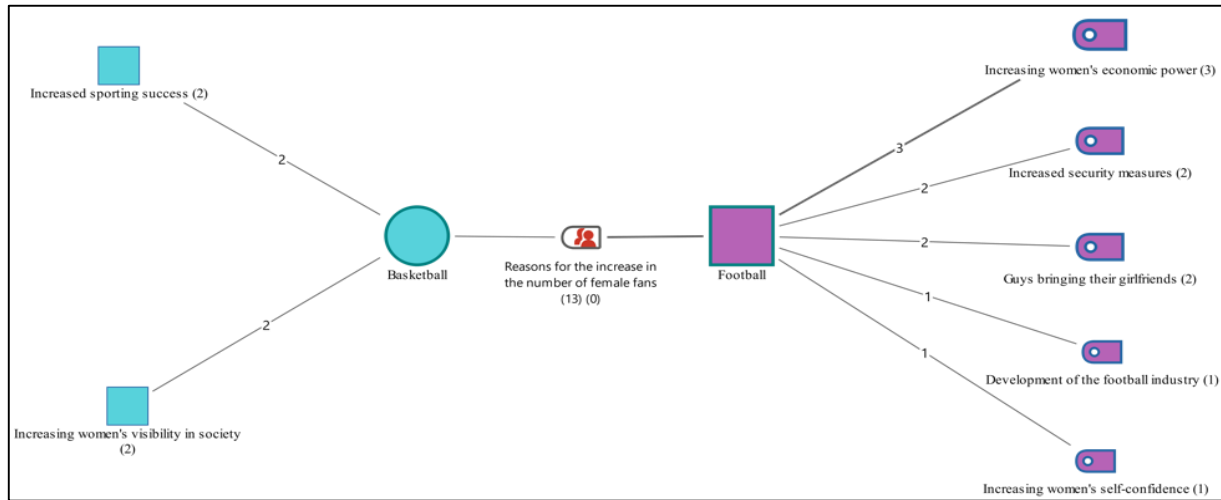 Increased sporting success (2)
2
Increasing women's visibility in society
(2)
2
Basketball
Reasons for the increase in
the number of female fans
(13) (0)
Football
3
Increasing women's economic power (3)
2
Increased security measures (2)
2
Guys bringing their girlfriends (2)
1
Development of the football industry (1)
1
Increasing women's self-confidence (1)